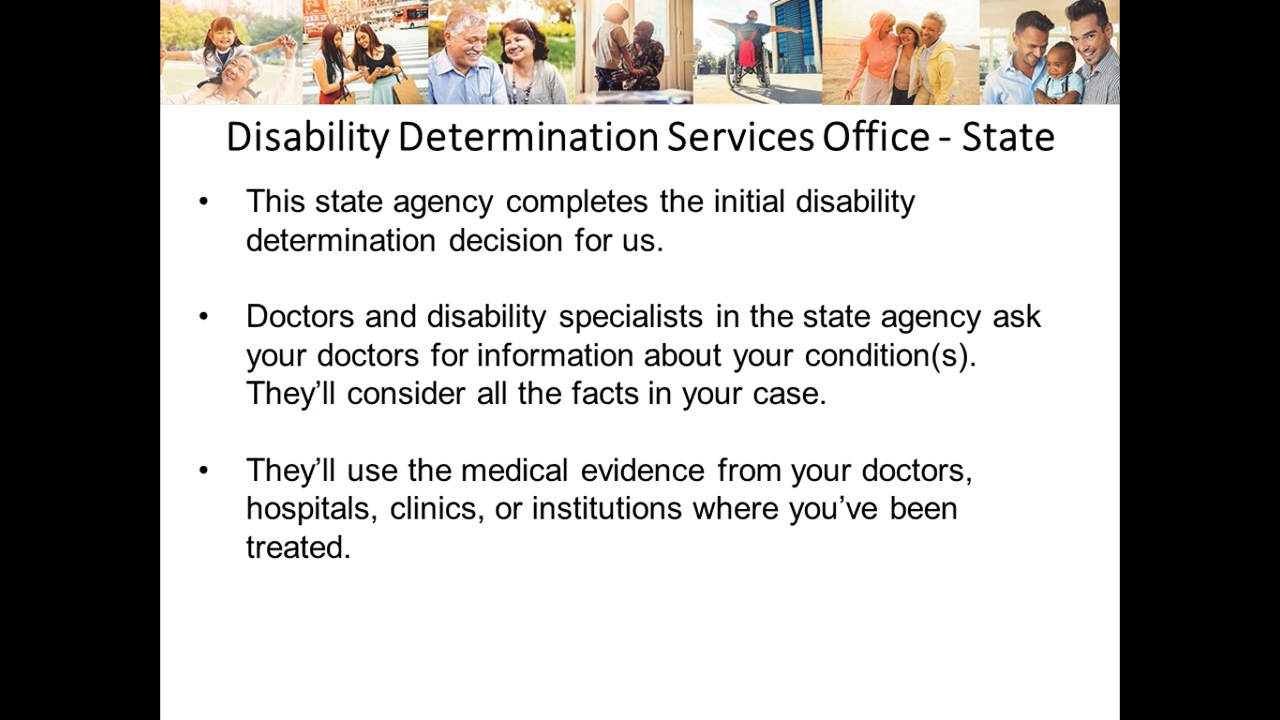 Disability Determination Services Office - State
• This state agency completes the initial disability
determination decision for us.
• Doctors and disability specialists in the state agency ask
your doctors for information about your condition(s).
They’ll consider all the facts in your case.
• They’ll use the medical evidence from your doctors,
hospitals, clinics, or institutions where you’ve been
treated.